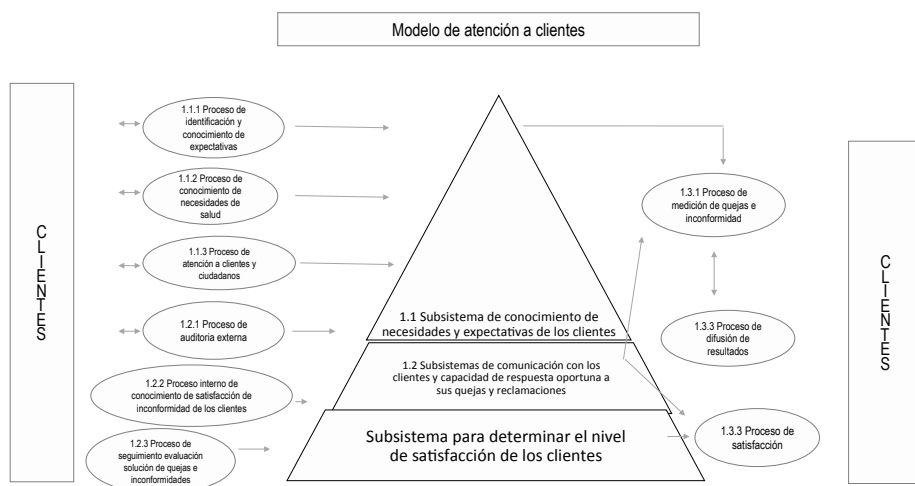 Modelo de atención a clientes
CLIENTES
1.1.1 Proceso de
identificación y
conocimiento de
expectativas
1.1.2 Proceso de
conocimiento de
necesidades de
salud
1.1.3 Proceso de
atención a clientes y
ciudadanos
1.2.1 Proceso de
auditoria externa
1.2.2 Proceso interno de
conocimiento de satisfacción de
inconformidad de los clientes
1.2.3 Proceso de
seguimiento evaluación
solución de quejas e
inconformidades
1.1 Subsistema de conocimiento de
necesidades y expectativas de los clientes
1.2 Subsistemas de comunicación con los
clientes y capacidad de respuesta oportuna a
sus quejas y reclamaciones
Subsistema para determinar el nivel
de satisfacción de los clientes
1.3.1 Proceso de
medición de quejas e
inconformidad
1.3.3 Proceso de
difusión de
resultados
1.3.3 Proceso de
satisfacción
CLIENTES